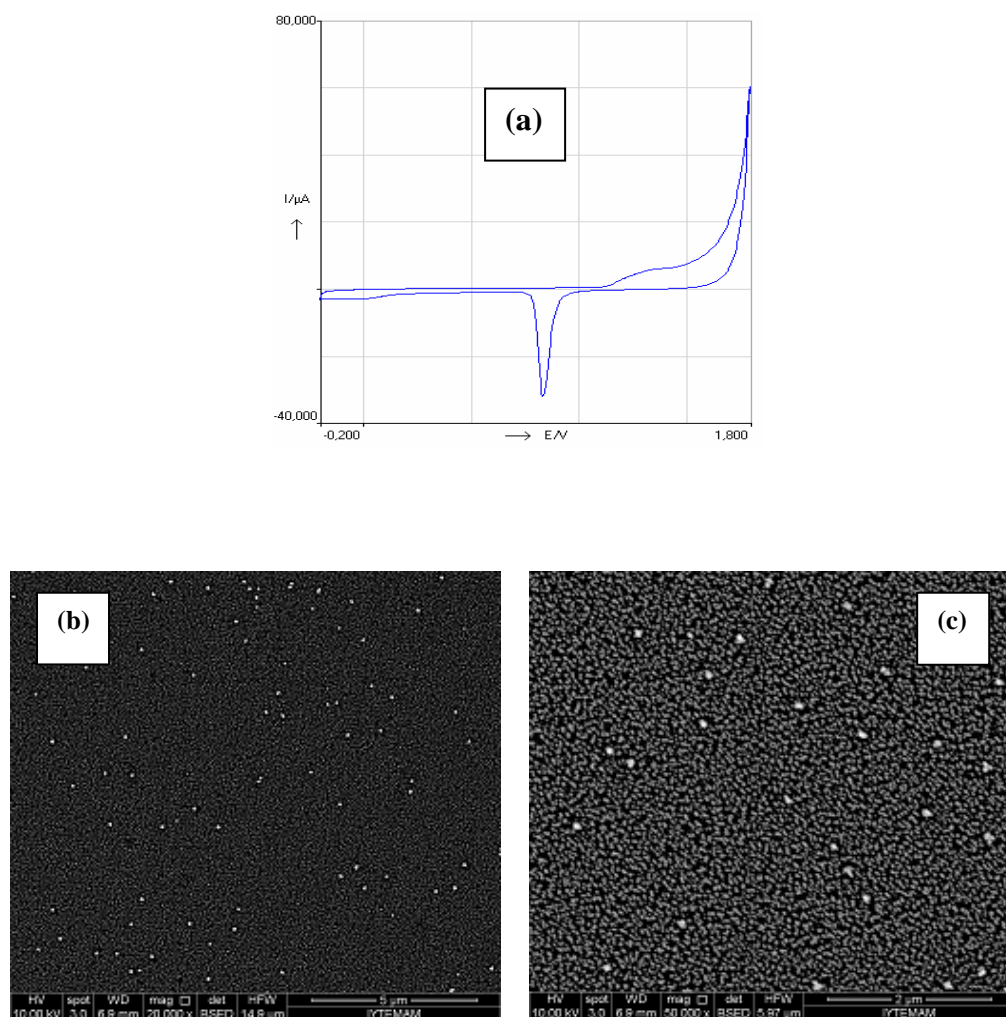 80,000
(a)
I/µA
-40,000
-0,200 E/V 1,800
(b)
(c)
HV spot WD mag det HFW 5 µm
10.00 kV 3.0 6.9 mm 20 000 x BSED 14.9 µm IYTEMAM
HV spot WD mag det HFW 2 µm
10.00 kV 3.0 6.9 mm 50 000 x BSED 5.97 µm IYTEMAM